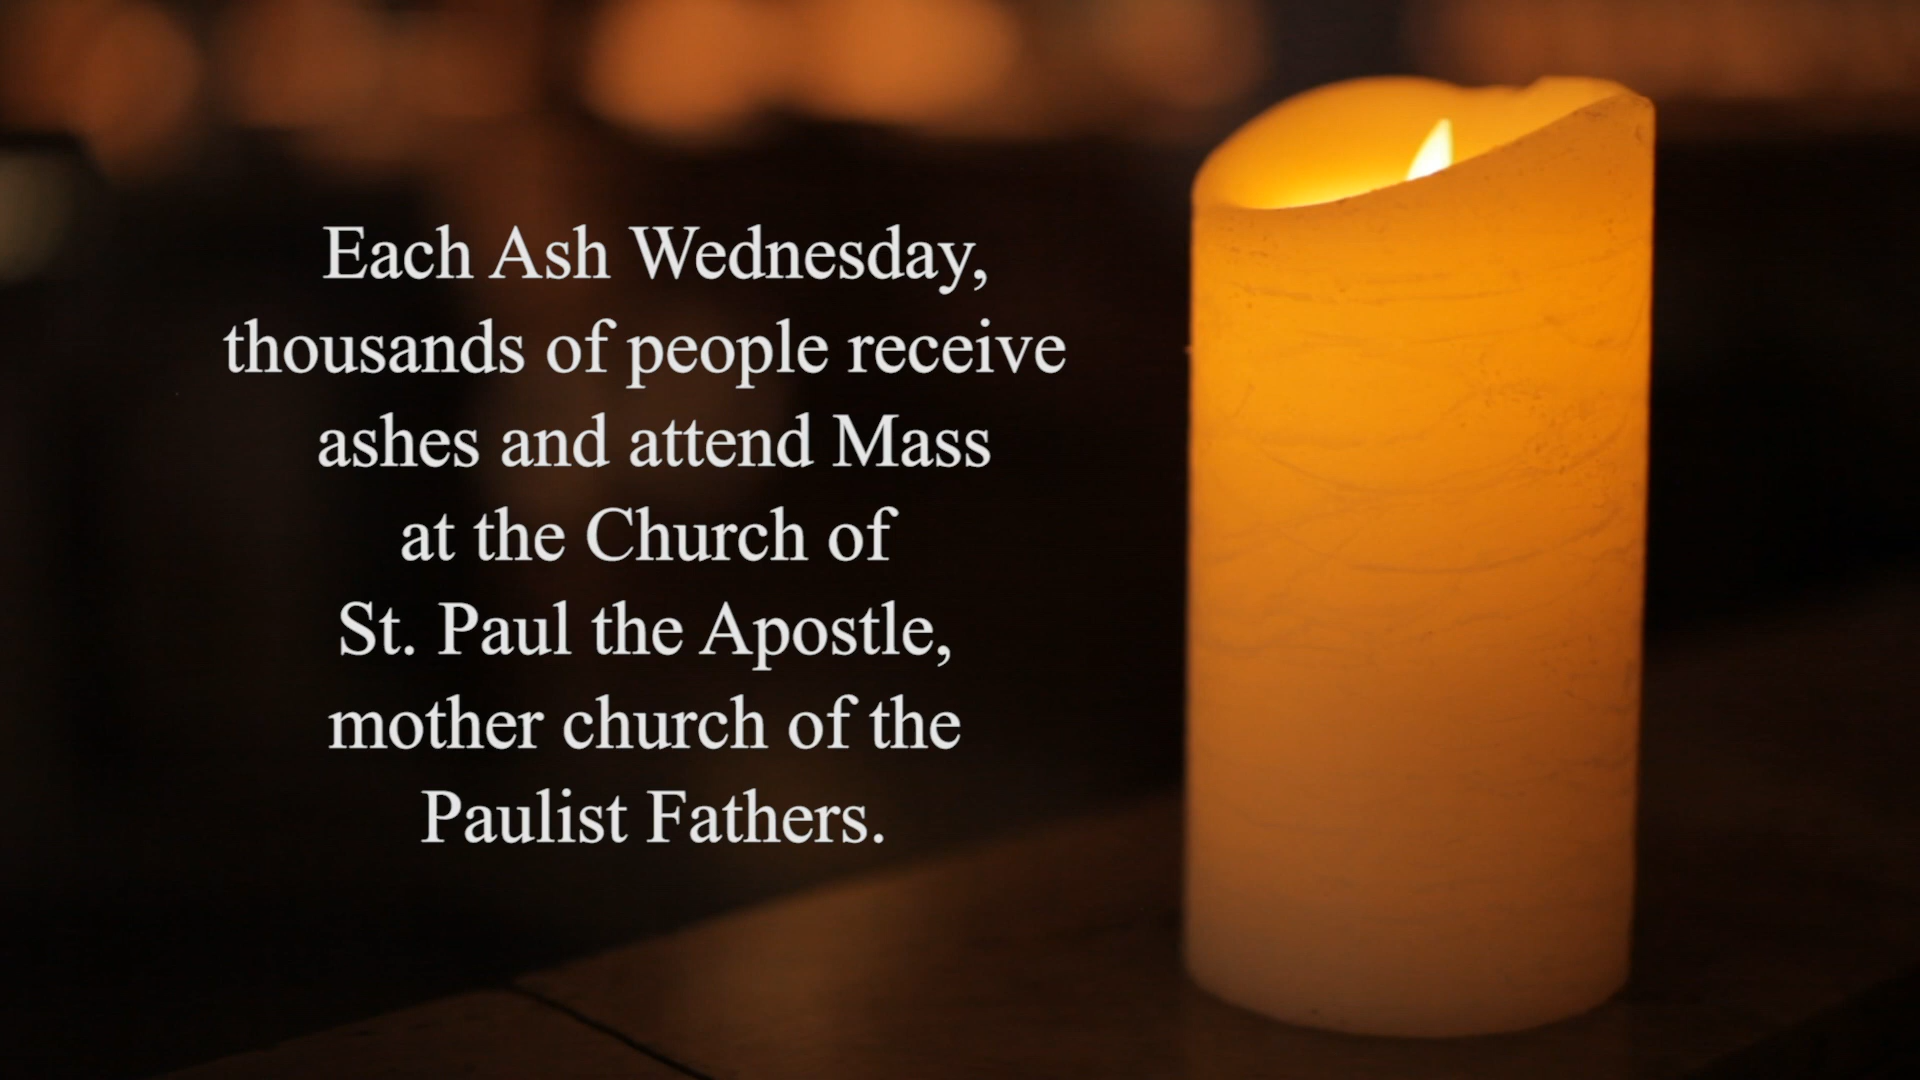 Each Ash Wednesday,
thousands of people receive
ashes and attend Mass
at the Church of
St. Paul the Apostle,
mother church of the
Paulist Fathers.